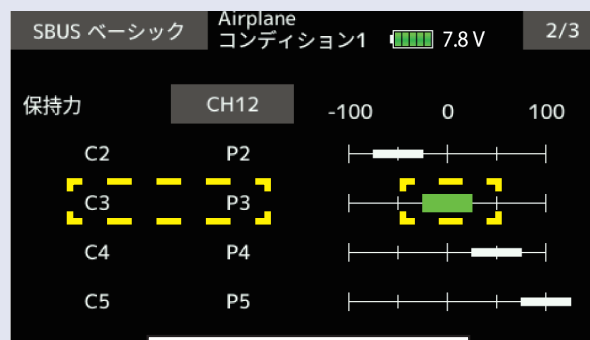 SBUS ベーシック
Airplane
コンディション1
7.8 V
2/3
保持力
CH12
-100 0 100
C2 P2
C3 P3
C4 P4
C5 P5